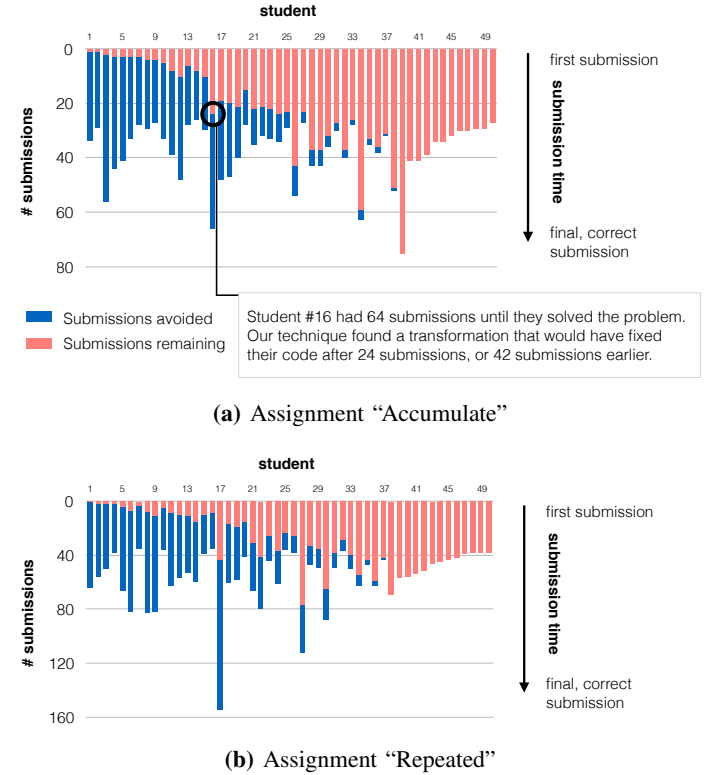 student
1 5 9 13 17 21 25 29 33 37 41 45 49
0
20
40
60
80
# submissions
first submission
submission time
final, correct
submission
Submissions avoided
Submissions remaining
Student #16 had 64 submissions until they solved the problem.
Our technique found a transformation that would have fixed
their code after 24 submissions, or 42 submissions earlier.
(a) Assignment “Accumulate”
student
1 5 9 13 17 21 25 29 33 37 41 45 49
0
40
80
120
160
# submissions
first submission
submission time
final, correct
submission
(b) Assignment “Repeated”